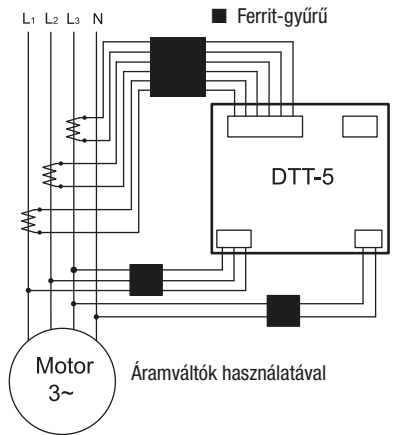 L₁ L₂ L₃ N
■ Ferrit-gyűrű
DTT-5
Motor
3~
Áramváltók használatával